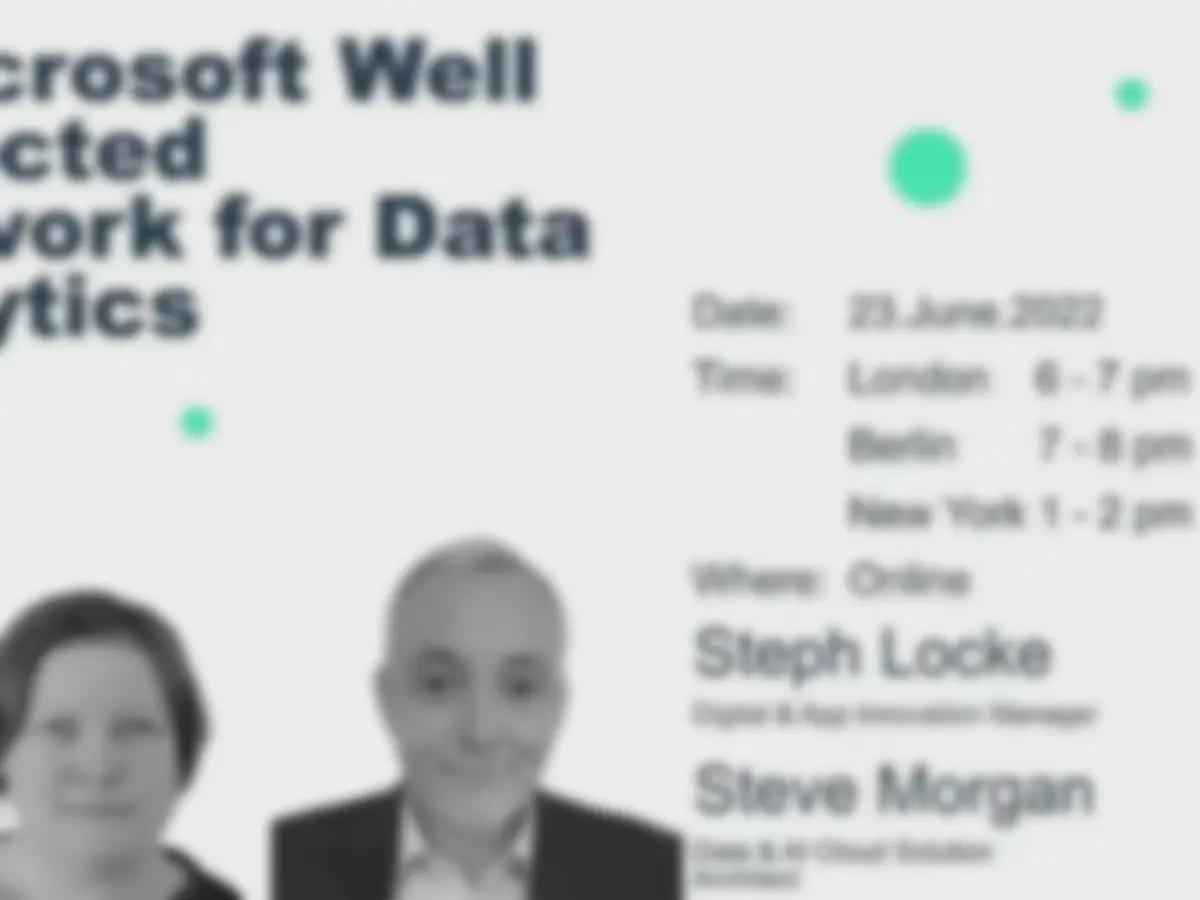 crosoft Well
cted
work for Data
ytics
Date: 23.June.2022
Time: London 6 - 7 pm
Berlin 7 - 8 pm
New York 1 - 2 pm
Where: Online
Steph Locke
Digital & App Innovation Manager
Steve Morgan
Data & AI Cloud Solution
Architect